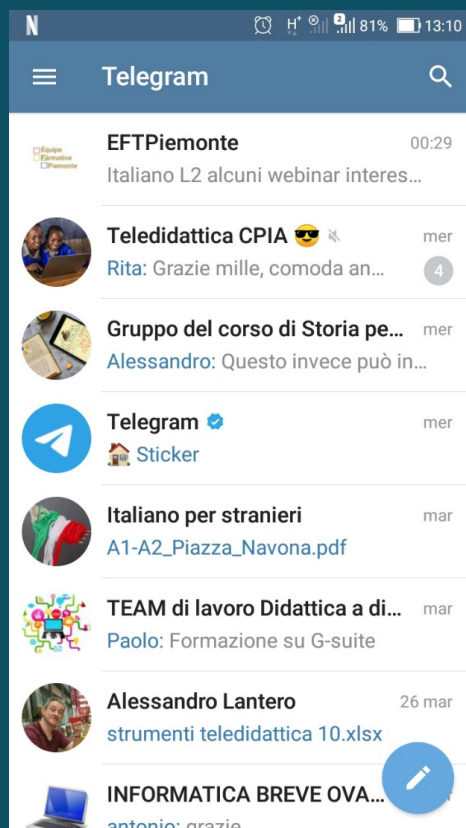 N H+ 2 81% 13:10
Telegram
Équipe
Formative
Piemonte
EFTPiemonte 00:29
Italiano L2 alcuni webinar interes...
Teledidattica CPIA 😎 mer
Rita: Grazie mille, comoda an... 4
Gruppo del corso di Storia pe... mer
Alessandro: Questo invece può in...
Telegram mer
🏠 Sticker
Italiano per stranieri mar
A1-A2_Piazza_Navona.pdf
TEAM di lavoro Didattica a di... mar
Paolo: Formazione su G-suite
Alessandro Lantero 26 mar
strumenti teledidattica 10.xlsx
INFORMATICA BREVE OVA...
antonio: grazie